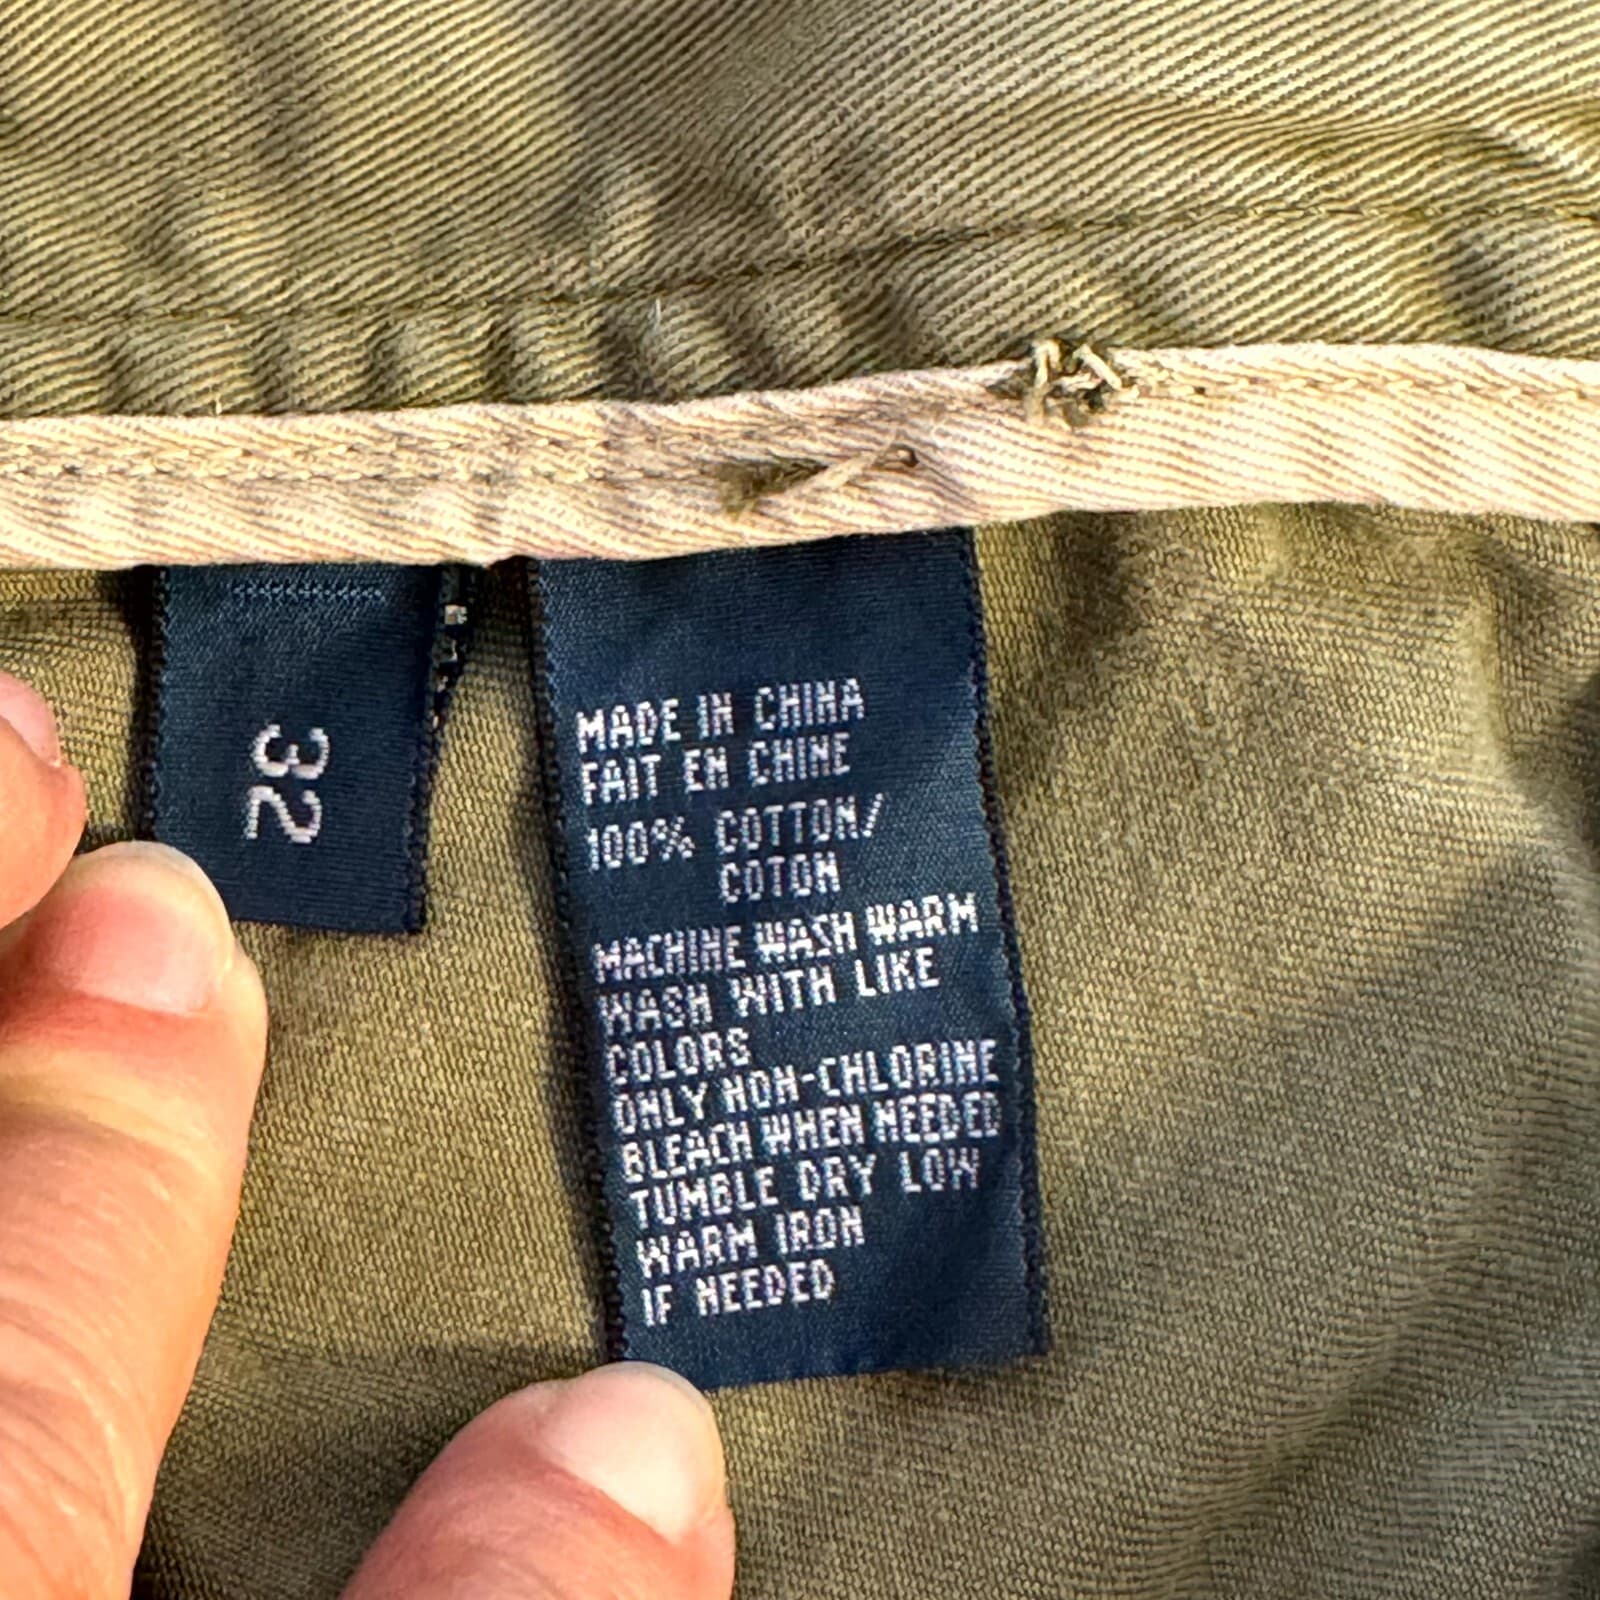 32
MADE IN CHINA
FAIT EN CHINE
100% COTTON/
COTON
MACHINE WASH WARM
WASH WITH LIKE
COLORS
ONLY NON-CHLORINE
BLEACH WHEN NEEDED
TUMBLE DRY LOW
WARM IRON
IF NEEDED